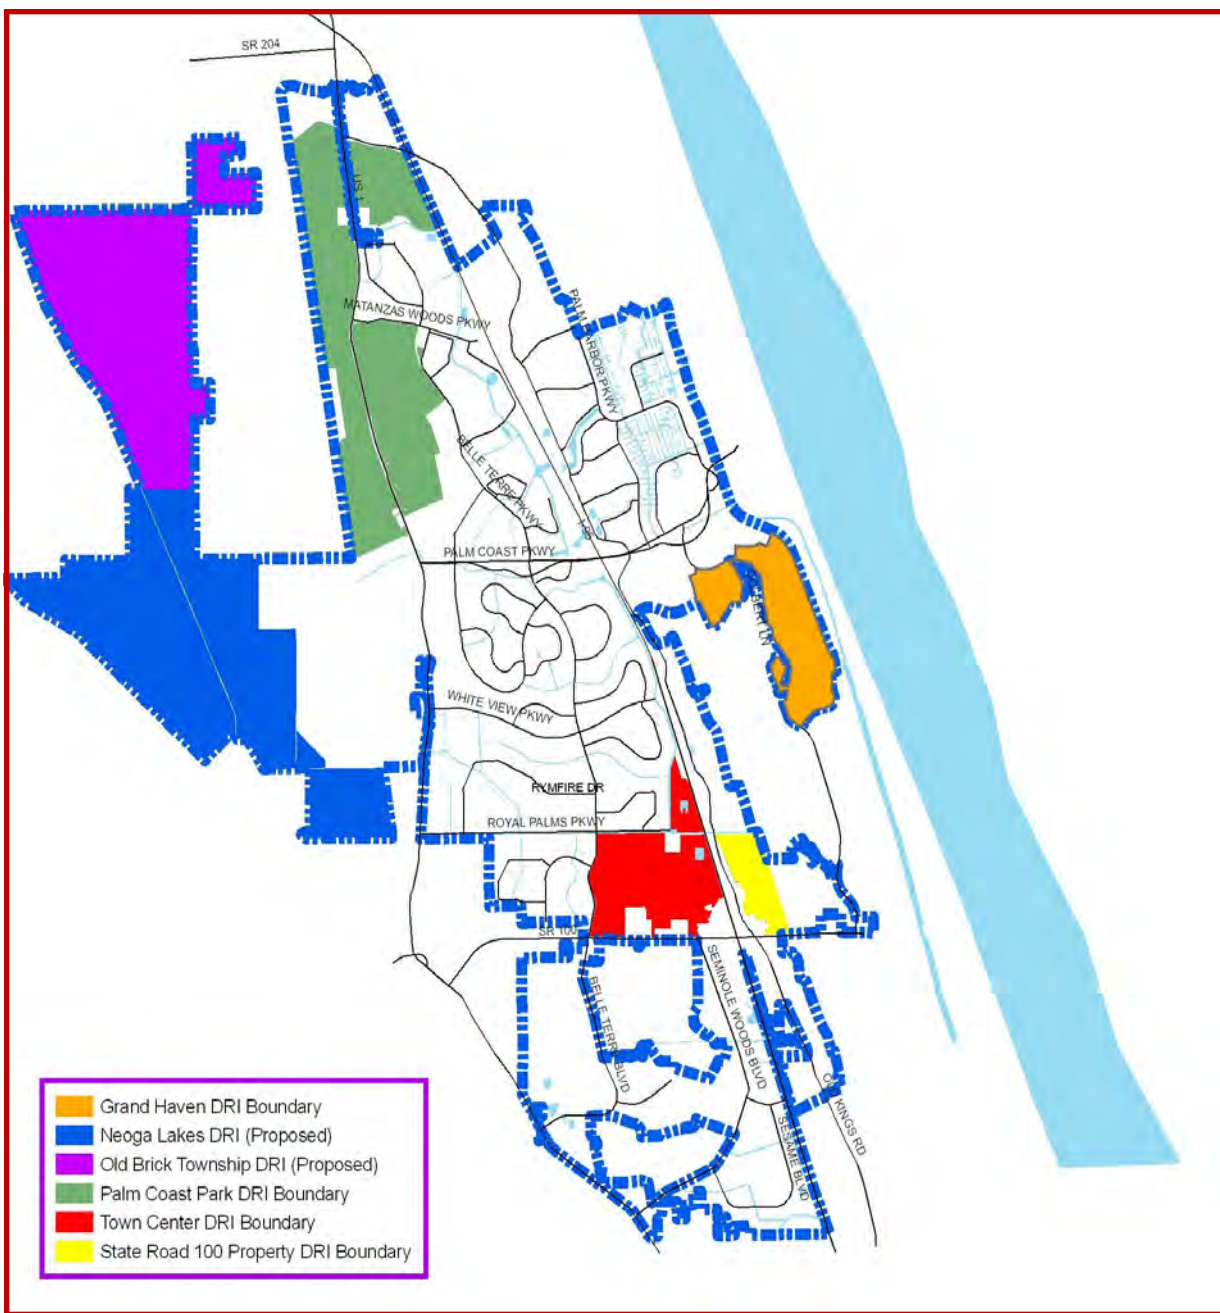 SR 204
US 1
MATANZAS WOODS PKWY
PALM HARBOR PKWY
BELLE TERRE PKWY
I-95
PALM COAST PKWY
COLBERT LN
WHITE VIEW PKWY
RYMFIRE DR
ROYAL PALMS PKWY
SR 100
BELLE TERRE BLVD
SEMINOLE WOODS BLVD
OLD KINGS RD
SESAME BLVD
Grand Haven DRI Boundary
Neoga Lakes DRI (Proposed)
Old Brick Township DRI (Proposed)
Palm Coast Park DRI Boundary
Town Center DRI Boundary
State Road 100 Property DRI Boundary